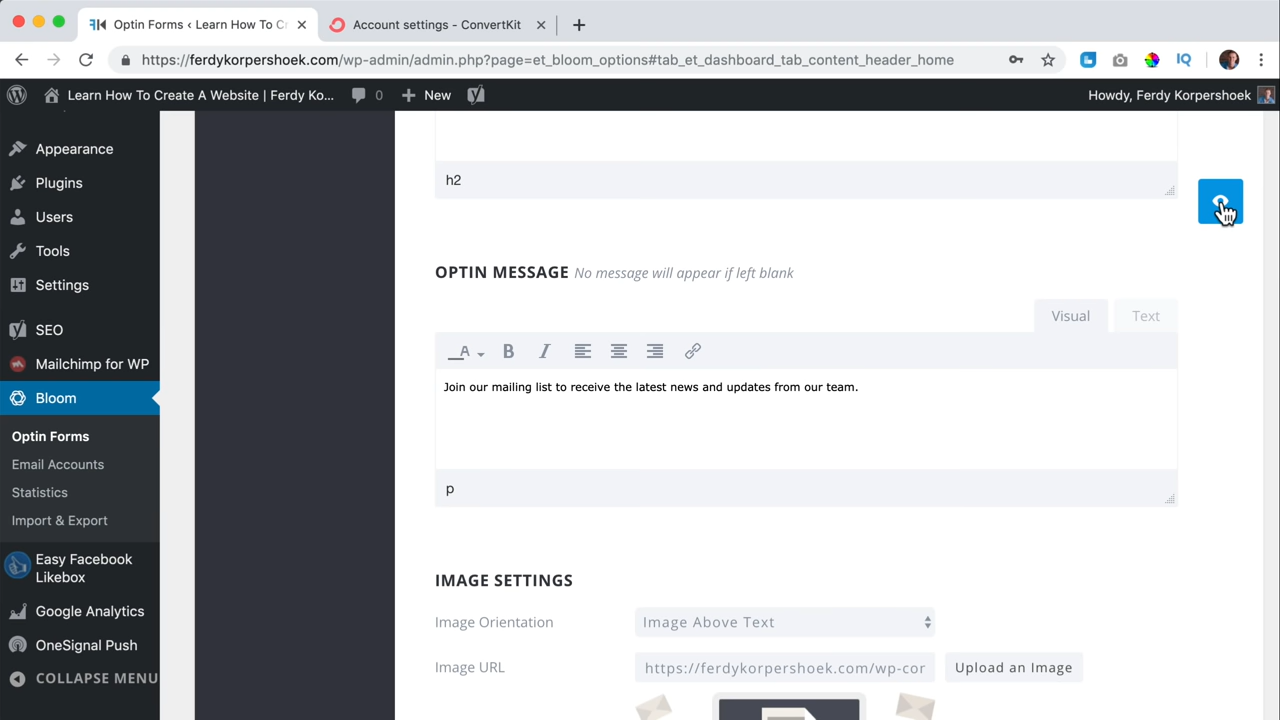 Optin Forms ‹ Learn How To C
Account settings - ConvertKit
https://ferdykorpershoek.com/wp-admin/admin.php?page=et_bloom_options#tab_et_dashboard_tab_content_header_home
IQ
Learn How To Create A Website | Ferdy Ko...
0
New
Howdy, Ferdy Korpershoek
Appearance
Plugins
Users
Tools
Settings
SEO
Mailchimp for WP
Bloom
Optin Forms
Email Accounts
Statistics
Import & Export
Easy Facebook
Likebox
Google Analytics
OneSignal Push
COLLAPSE MENU
h2
OPTIN MESSAGE No message will appear if left blank
Visual
Text
A B I
Join our mailing list to receive the latest news and updates from our team.
p
IMAGE SETTINGS
Image Orientation
Image Above Text
Image URL
https://ferdykorpershoek.com/wp-cor
Upload an Image